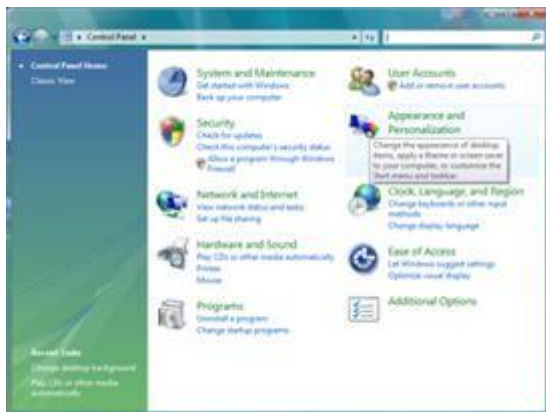 Control Panel
Control Panel Home
Classic View
System and Maintenance
Get started with Windows
Back up your computer
Security
Check for updates
Check this computer's security status
Allow a program through Windows
Firewall
Network and Internet
View network status and tasks
Set up file sharing
Hardware and Sound
Play CDs or other media automatically
Printer
Mouse
Programs
Uninstall a program
Change startup programs
User Accounts
Add or remove user accounts
Appearance and
Personalization
Change the appearance of desktop
items, apply a theme or screen saver
to your computer, or customize the
Start menu and taskbar.
Clock, Language, and Region
Change keyboards or other input
methods
Change display language
Ease of Access
Let Windows suggest settings
Optimize visual display
Additional Options
Recent Tasks
Change desktop background
Play CDs or other media
automatically